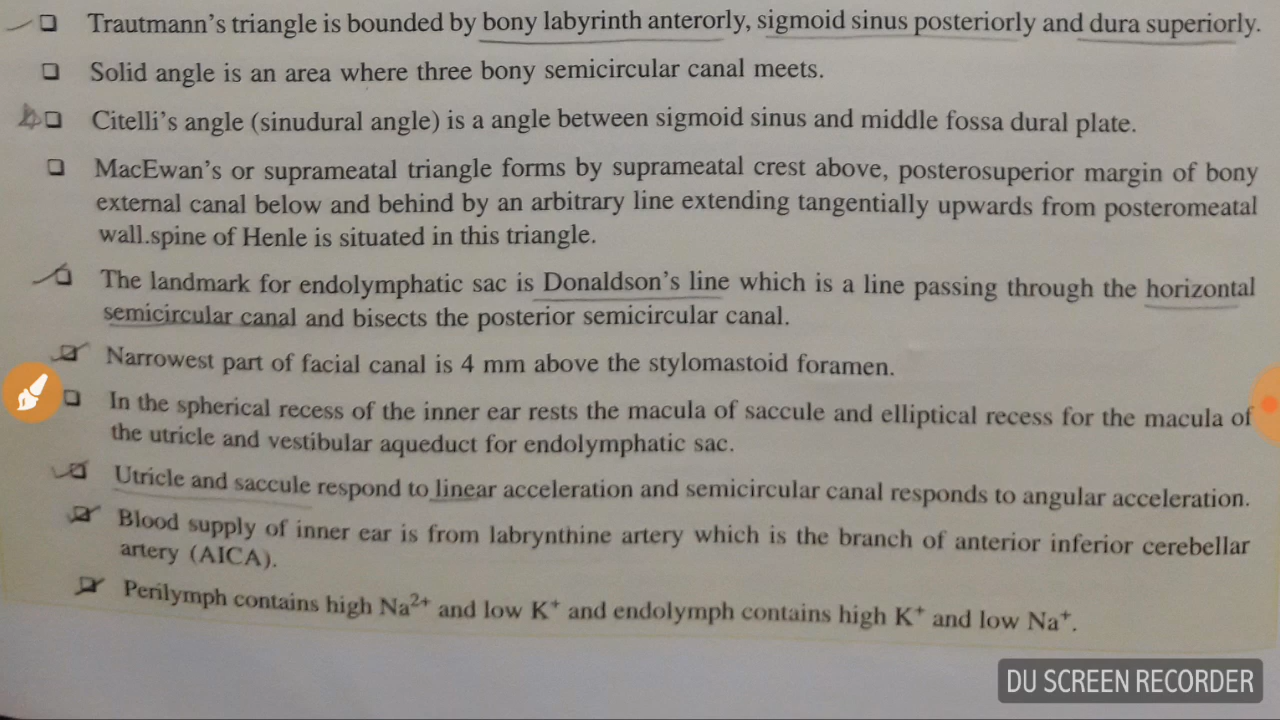 ❑ Trautmann's triangle is bounded by bony labyrinth anterorly, sigmoid sinus posteriorly and dura superiorly.
❑ Solid angle is an area where three bony semicircular canal meets.
❑ Citelli's angle (sinudural angle) is a angle between sigmoid sinus and middle fossa dural plate.
❑ MacEwan's or suprameatal triangle forms by suprameatal crest above, posterosuperior margin of bony
external canal below and behind by an arbitrary line extending tangentially upwards from posteromeatal
wall.spine of Henle is situated in this triangle.
❑ The landmark for endolymphatic sac is Donaldson's line which is a line passing through the horizontal
semicircular canal and bisects the posterior semicircular canal.
❑ Narrowest part of facial canal is 4 mm above the stylomastoid foramen.
❑ In the spherical recess of the inner ear rests the macula of saccule and elliptical recess for the macula of
the utricle and vestibular aqueduct for endolymphatic sac.
❑ Utricle and saccule respond to linear acceleration and semicircular canal responds to angular acceleration.
❑ Blood supply of inner ear is from labrynthine artery which is the branch of anterior inferior cerebellar
artery (AICA).
❑ Perilymph contains high Na²⁺ and low K⁺ and endolymph contains high K⁺ and low Na⁺.
DU SCREEN RECORDER